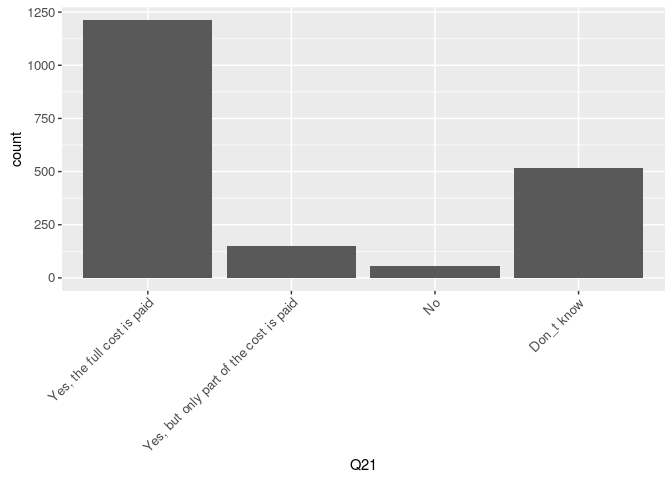 1250
1000
750
500
250
0
count
Yes, the full cost is paid
Yes, but only part of the cost is paid
No
Don_t know
Q21